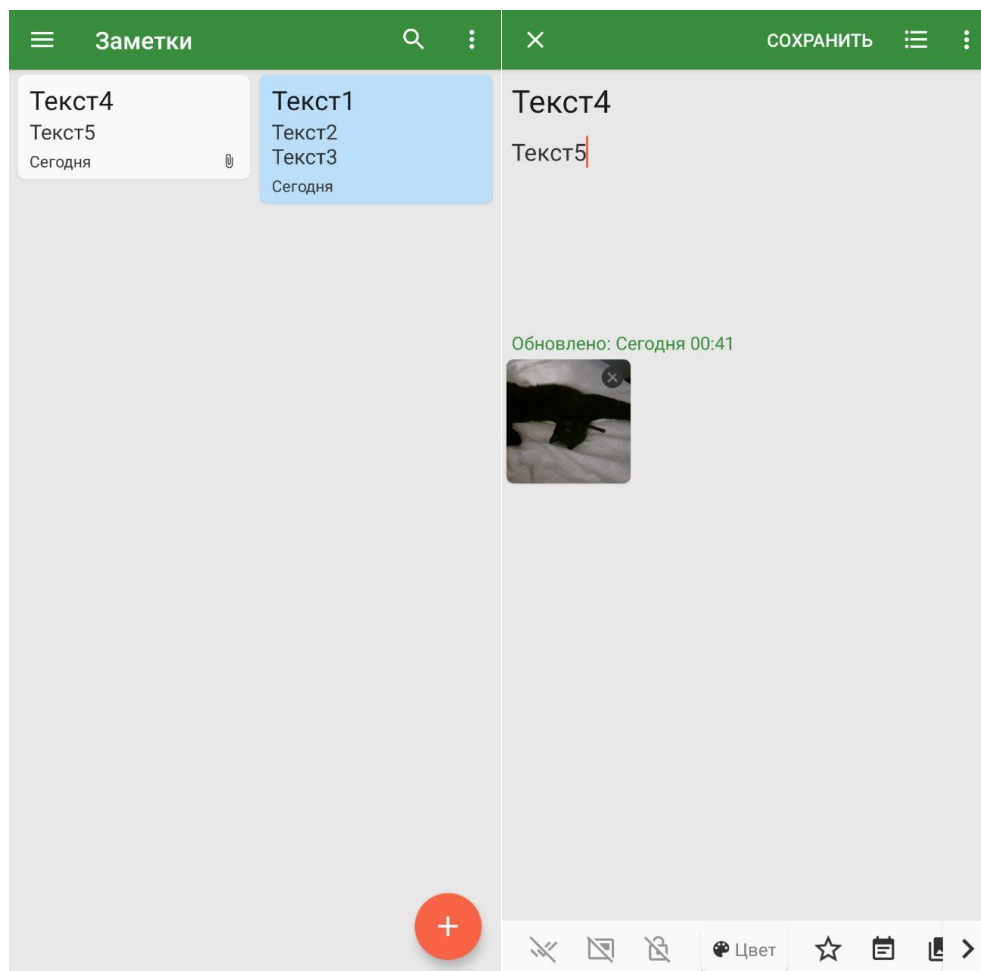 Заметки
Текст4
Текст5
Сегодня
Текст1
Текст2
Текст3
Сегодня
СОХРАНИТЬ
Текст4
Текст5
Обновлено: Сегодня 00:41
Цвет